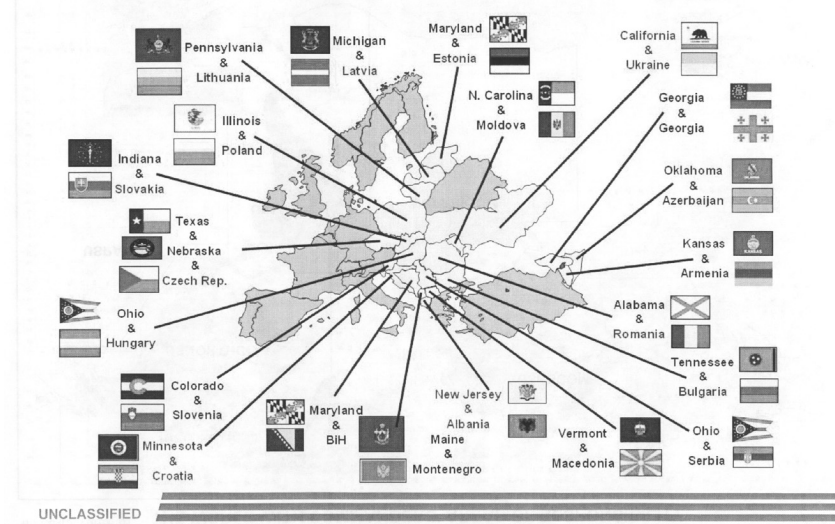 Pennsylvania
&
Lithuania
Michigan
&
Latvia
Maryland
&
Estonia
California
&
Ukraine
N. Carolina
&
Moldova
Georgia
&
Georgia
Illinois
&
Poland
Indiana
&
Slovakia
Oklahoma
&
Azerbaijan
Texas
&
Nebraska
&
Czech Rep.
Kansas
&
Armenia
KANSAS
Ohio
&
Hungary
Alabama
&
Romania
Tennessee
&
Bulgaria
Colorado
&
Slovenia
Maryland
&
BiH
New Jersey
&
Albania
Maine
&
Montenegro
Vermont
&
Macedonia
Ohio
&
Serbia
Minnesota
&
Croatia
UNCLASSIFIED